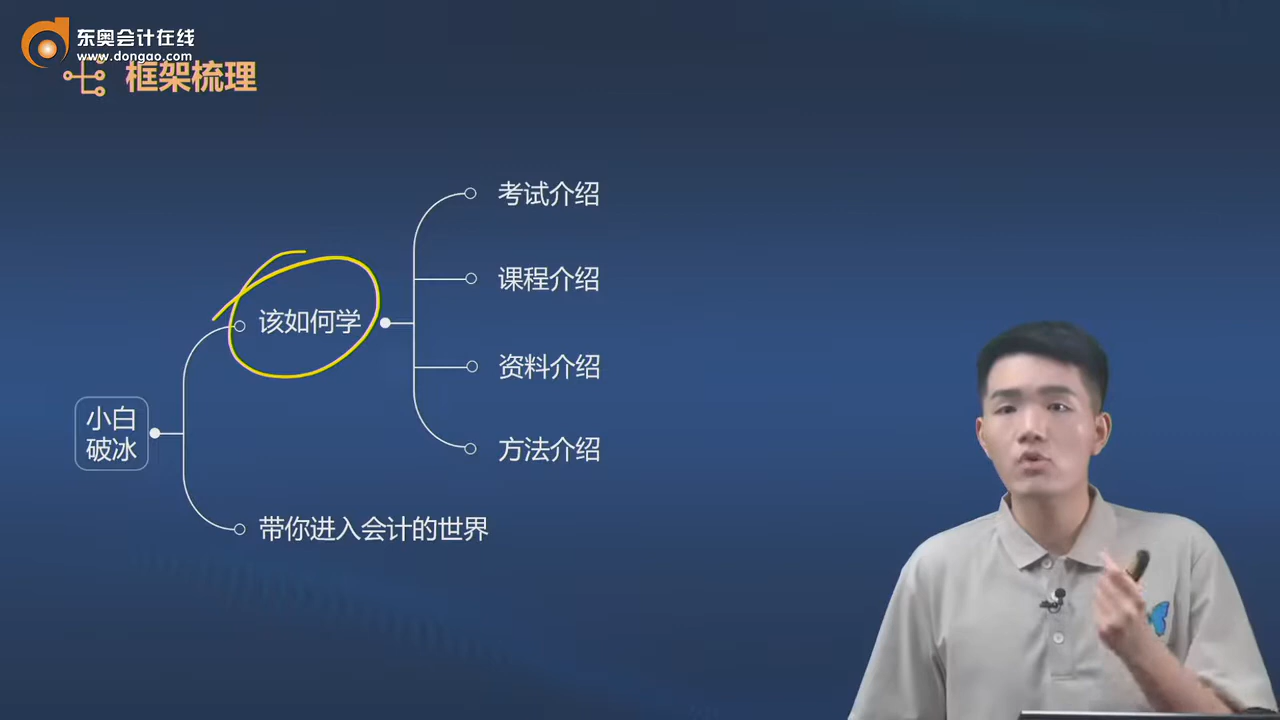 东奥会计在线
www.dongao.com
框架梳理
考试介绍
课程介绍
该如何学
资料介绍
小白
破冰
方法介绍
带你进入会计的世界